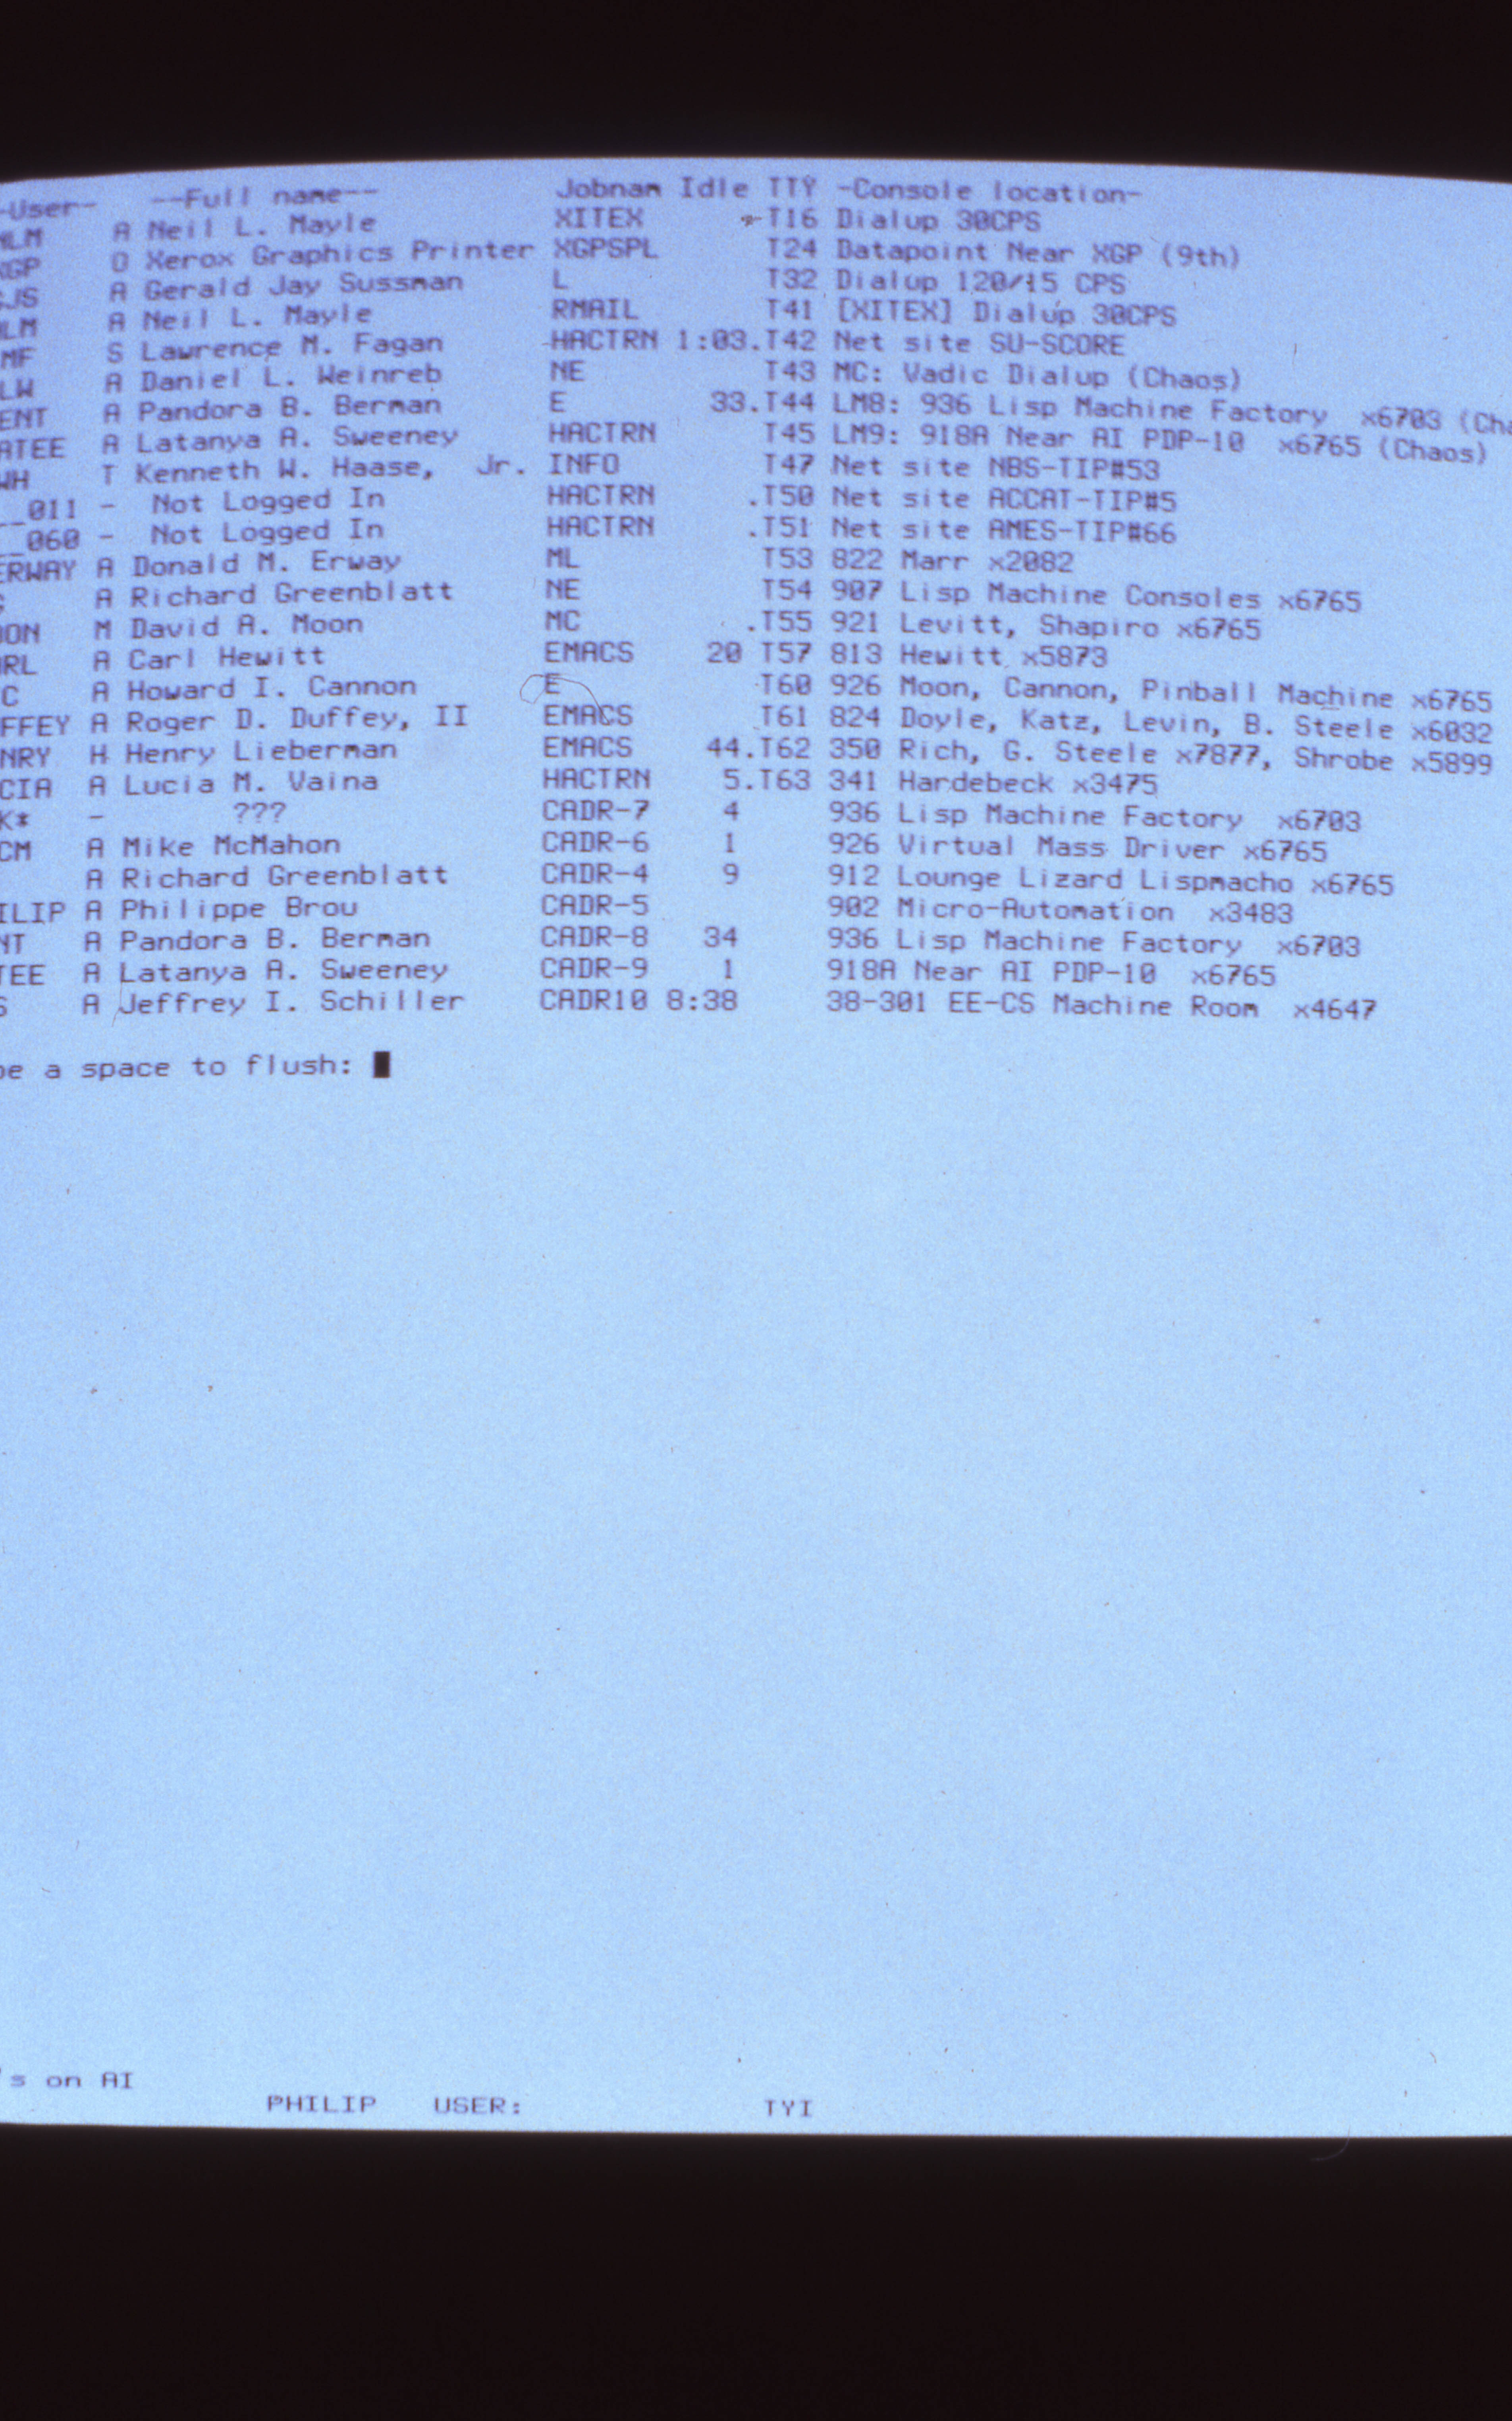 -User-   --Full name--   Jobnam Idle TTY -Console location-
MLM   A Neil L. Mayle   XITEX   T16 Dialup 30CPS
XGP   O Xerox Graphics Printer XGPSPL   T24 Datapoint Near XGP (9th)
GJS   A Gerald Jay Sussman   L   T32 Dialup 120/15 CPS
MLM   A Neil L. Mayle   RMAIL   T41 [XITEX] Dialup 30CPS
MF   S Lawrence M. Fagan   HACTRN 1:03.T42 Net site SU-SCORE
LW   A Daniel L. Weinreb   NE   T43 MC: Vadic Dialup (Chaos)
ENT   A Pandora B. Berman   E   33.T44 LM8: 936 Lisp Machine Factory x6703 (Cha
ATEE   A Latanya A. Sweeney   HACTRN   T45 LM9: 918A Near AI PDP-10 x6765 (Chaos)
WH   T Kenneth W. Haase, Jr. INFO   T47 Net site NBS-TIP#53
__011 -   Not Logged In   HACTRN   .T50 Net site ACCAT-TIP#5
__060 -   Not Logged In   HACTRN   .T51 Net site AMES-TIP#66
ERWAY A Donald M. Erway   ML   T53 822 Marr x2082
G   A Richard Greenblatt   NE   T54 907 Lisp Machine Consoles x6765
OON   M David A. Moon   MC   .T55 921 Levitt, Shapiro x6765
ARL   A Carl Hewitt   EMACS   20 T57 813 Hewitt x5873
C   A Howard I. Cannon   E   T60 926 Moon, Cannon, Pinball Machine x6765
FFEY A Roger D. Duffey, II   EMACS   T61 824 Doyle, Katz, Levin, B. Steele x6032
NRY   H Henry Lieberman   EMACS   44.T62 350 Rich, G. Steele x7877, Shrobe x5899
CIA   A Lucia M. Vaina   HACTRN   5.T63 341 Hardebeck x3475
K*   -   ???   CADR-7   4   936 Lisp Machine Factory x6703
CM   A Mike McMahon   CADR-6   1   926 Virtual Mass Driver x6765
A Richard Greenblatt   CADR-4   9   912 Lounge Lizard Lispmacho x6765
ILIP A Philippe Brou   CADR-5   902 Micro-Automation x3483
NT   A Pandora B. Berman   CADR-8   34   936 Lisp Machine Factory x6703
TEE   A Latanya A. Sweeney   CADR-9   1   918A Near AI PDP-10 x6765
S   A Jeffrey I. Schiller   CADR10 8:38   38-301 EE-CS Machine Room x4647
pe a space to flush:
's on AI
PHILIP   USER:   TYI